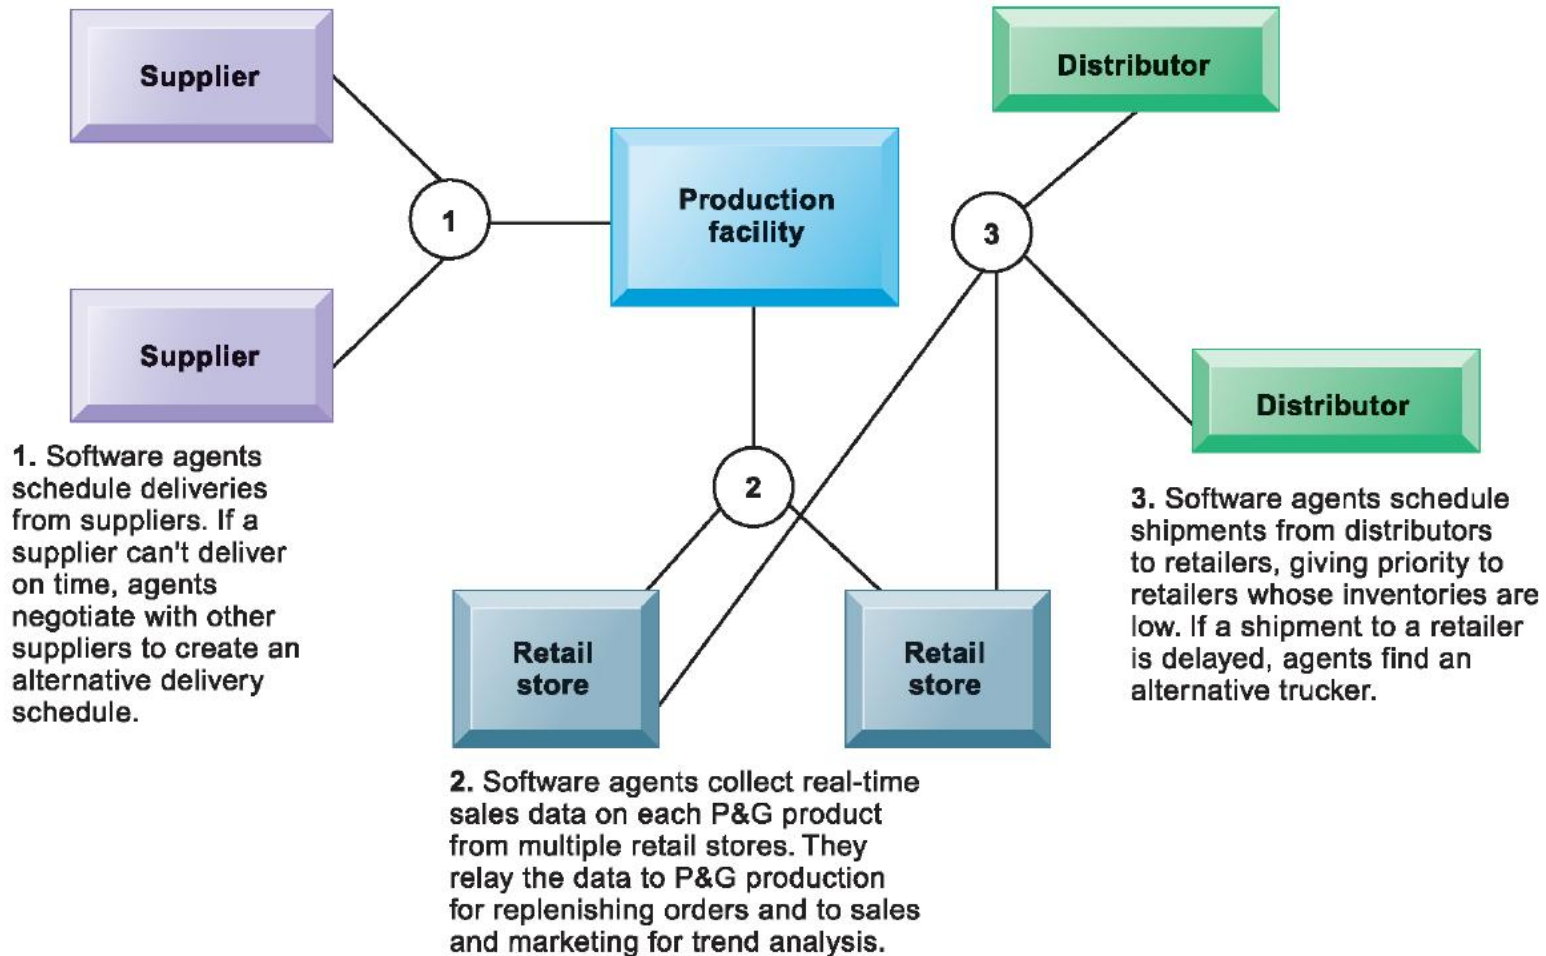 Supplier
Distributor
Production
facility
1
3
Supplier
Distributor
1. Software agents
schedule deliveries
from suppliers. If a
supplier can't deliver
on time, agents
negotiate with other
suppliers to create an
alternative delivery
schedule.
2
3. Software agents schedule
shipments from distributors
to retailers, giving priority to
retailers whose inventories are
low. If a shipment to a retailer
is delayed, agents find an
alternative trucker.
Retail
store
Retail
store
2. Software agents collect real-time
sales data on each P&G product
from multiple retail stores. They
relay the data to P&G production
for replenishing orders and to sales
and marketing for trend analysis.